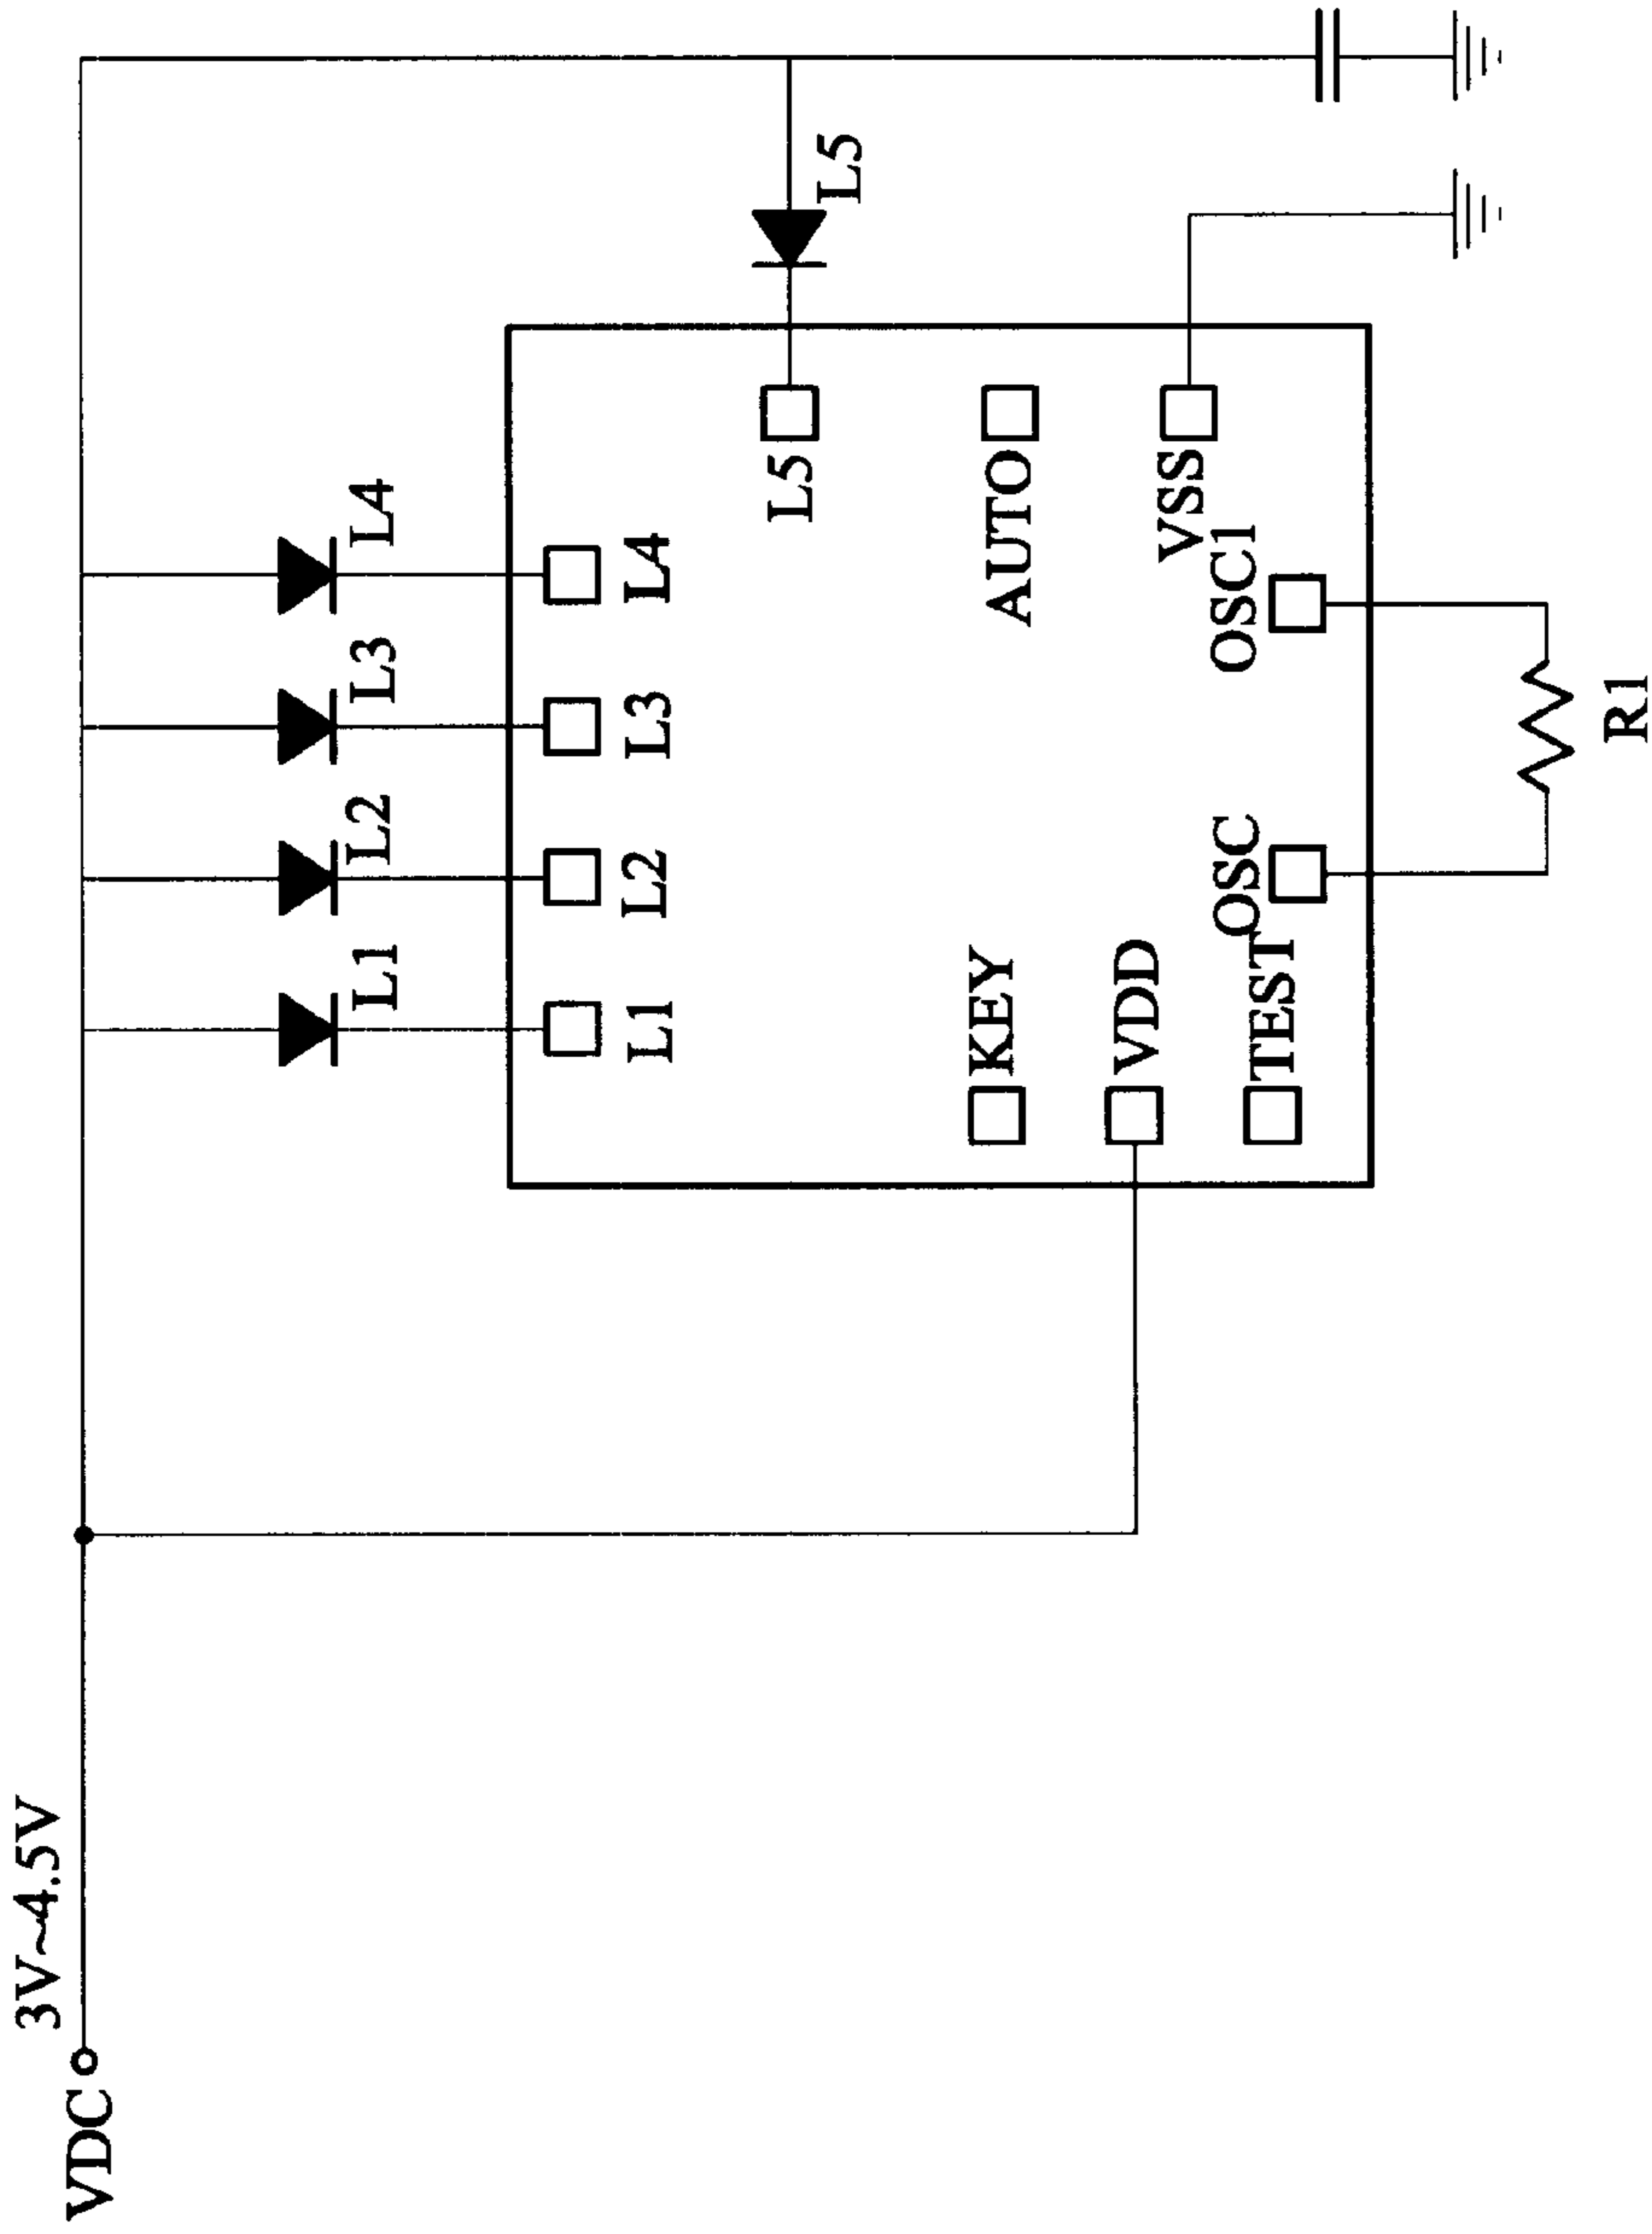 VDC
3V~4.5V
L1
L2
L3
L4
L5
L1
L2
L3
L4
L5
KEY
AUTO
VDD
VSS
TEST
OSC
OSC1
R1